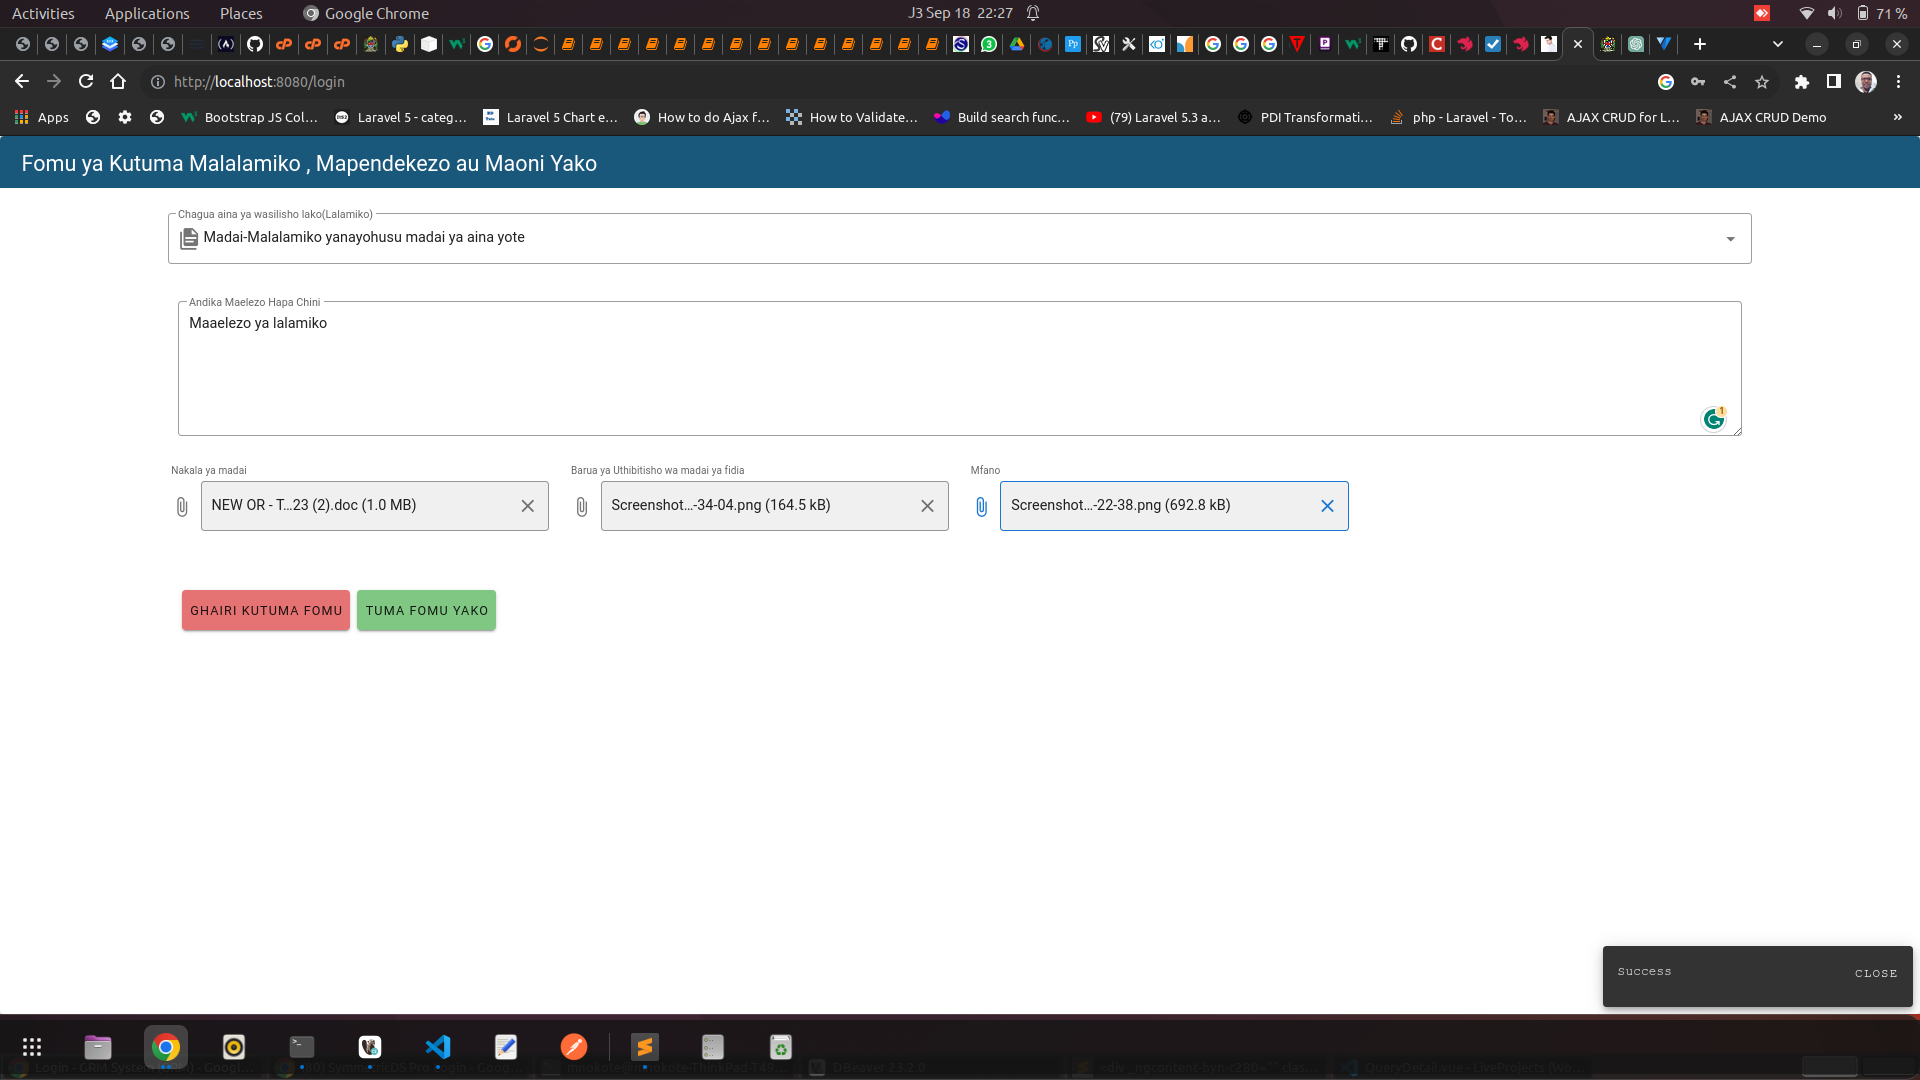 Activities Applications Places Google Chrome J3 Sep 18 22:27 71 %
http://localhost:8080/login
Apps Bootstrap JS Col... Laravel 5 - categ... Laravel 5 Chart e... How to do Ajax f... How to Validate... Build search func... (79) Laravel 5.3 a... PDI Transformati... php - Laravel - To... AJAX CRUD for L... AJAX CRUD Demo »
Fomu ya Kutuma Malalamiko , Mapendekezo au Maoni Yako
Chagua aina ya wasilisho lako(Lalamiko)
Madai-Malalamiko yanayohusu madai ya aina yote
Andika Maelezo Hapa Chini
Maaelezo ya lalamiko
1
Nakala ya madai Barua ya Uthibitisho wa madai ya fidia Mfano
NEW OR - T...23 (2).doc (1.0 MB) Screenshot...-34-04.png (164.5 kB) Screenshot...-22-38.png (692.8 kB)
GHAIRI KUTUMA FOMU TUMA FOMU YAKO
Success CLOSE